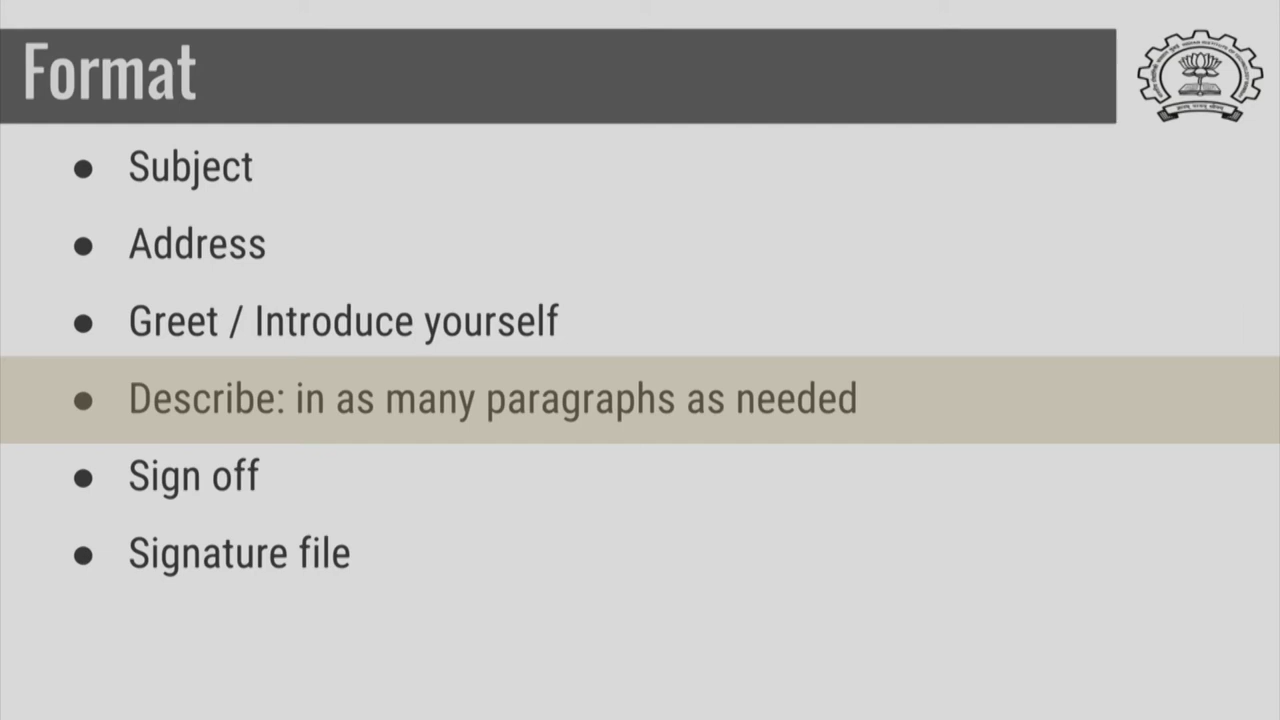 Format
● Subject
● Address
● Greet / Introduce yourself
● Describe: in as many paragraphs as needed
● Sign off
● Signature file